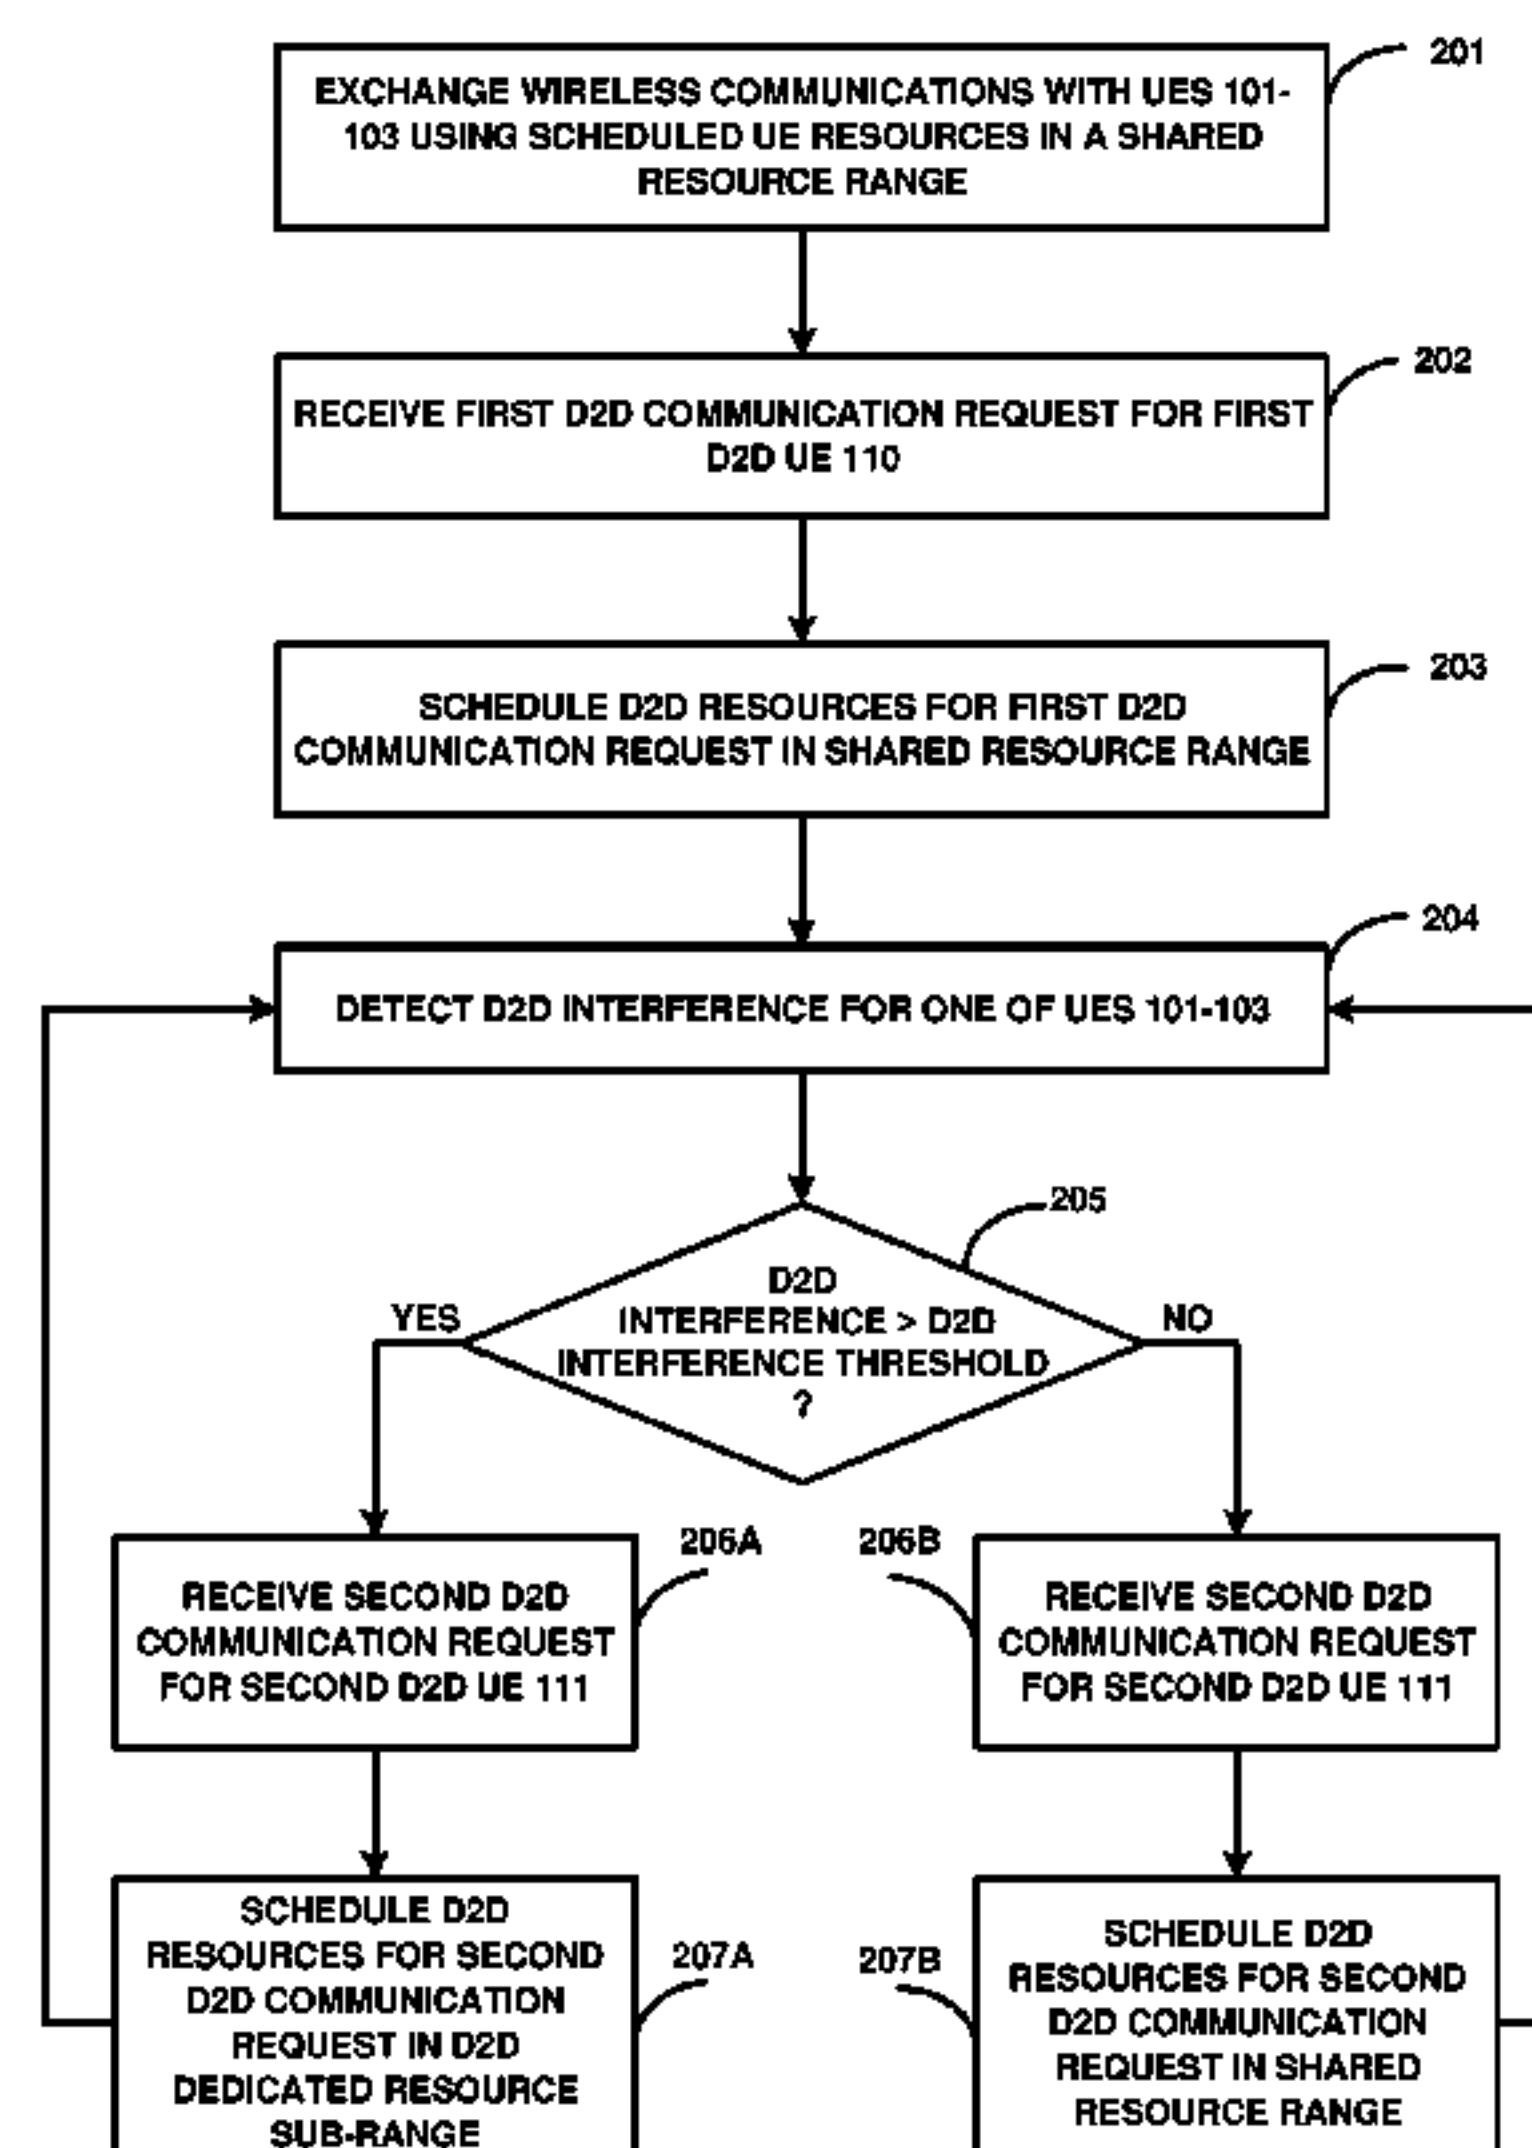 201
EXCHANGE WIRELESS COMMUNICATIONS WITH UES 101-
103 USING SCHEDULED UE RESOURCES IN A SHARED
RESOURCE RANGE
202
RECEIVE FIRST D2D COMMUNICATION REQUEST FOR FIRST
D2D UE 110
203
SCHEDULE D2D RESOURCES FOR FIRST D2D
COMMUNICATION REQUEST IN SHARED RESOURCE RANGE
204
DETECT D2D INTERFERENCE FOR ONE OF UES 101-103
205
D2D
INTERFERENCE > D2D
INTERFERENCE THRESHOLD
?
YES
NO
206A
RECEIVE SECOND D2D
COMMUNICATION REQUEST
FOR SECOND D2D UE 111
206B
RECEIVE SECOND D2D
COMMUNICATION REQUEST
FOR SECOND D2D UE 111
207A
SCHEDULE D2D
RESOURCES FOR SECOND
D2D COMMUNICATION
REQUEST IN D2D
DEDICATED RESOURCE
SUB-RANGE
207B
SCHEDULE D2D
RESOURCES FOR SECOND
D2D COMMUNICATION
REQUEST IN SHARED
RESOURCE RANGE